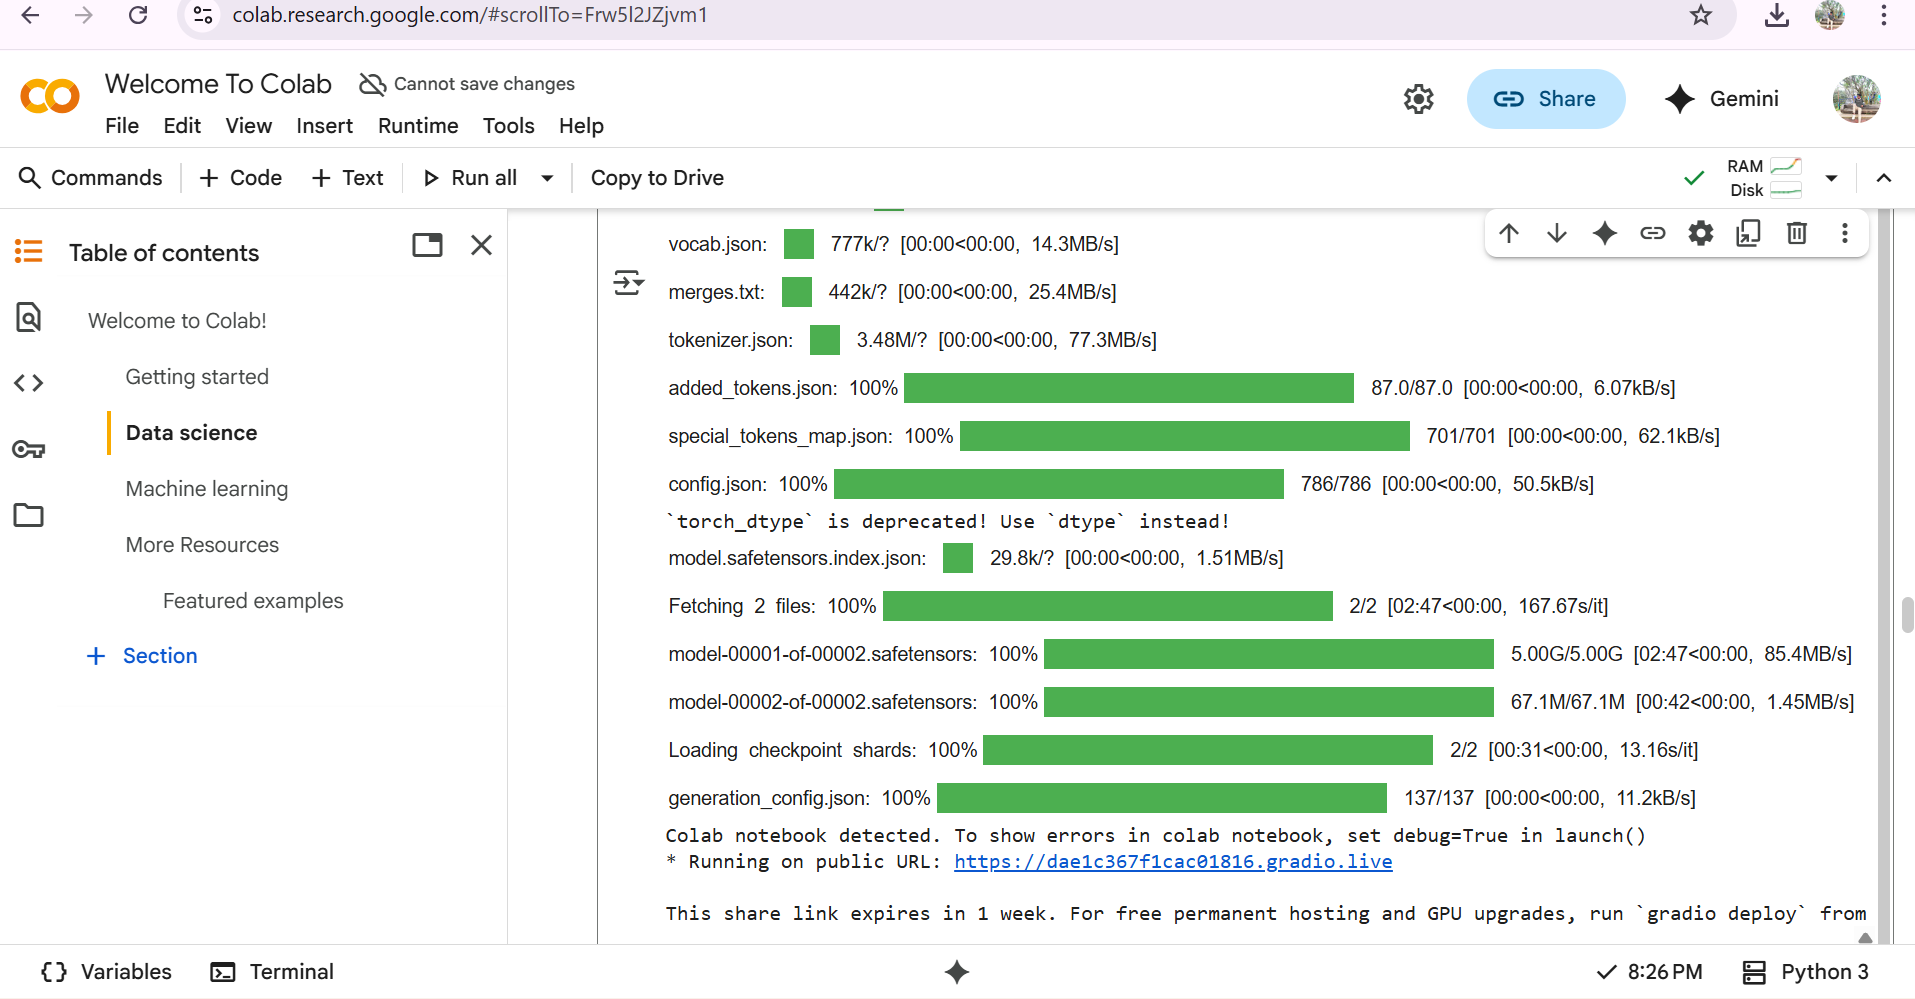 colab.research.google.com/#scrollTo=Frw5l2JZjvm1
Welcome To Colab
Cannot save changes
File Edit View Insert Runtime Tools Help
Share
Gemini
Commands + Code + Text Run all Copy to Drive
RAM
Disk
Table of contents
Welcome to Colab!
Getting started
Data science
Machine learning
More Resources
Featured examples
+ Section
vocab.json: 777k/? [00:00<00:00, 14.3MB/s]
merges.txt: 442k/? [00:00<00:00, 25.4MB/s]
tokenizer.json: 3.48M/? [00:00<00:00, 77.3MB/s]
added_tokens.json: 100% 87.0/87.0 [00:00<00:00, 6.07kB/s]
special_tokens_map.json: 100% 701/701 [00:00<00:00, 62.1kB/s]
config.json: 100% 786/786 [00:00<00:00, 50.5kB/s]
`torch_dtype` is deprecated! Use `dtype` instead!
model.safetensors.index.json: 29.8k/? [00:00<00:00, 1.51MB/s]
Fetching 2 files: 100% 2/2 [02:47<00:00, 167.67s/it]
model-00001-of-00002.safetensors: 100% 5.00G/5.00G [02:47<00:00, 85.4MB/s]
model-00002-of-00002.safetensors: 100% 67.1M/67.1M [00:42<00:00, 1.45MB/s]
Loading checkpoint shards: 100% 2/2 [00:31<00:00, 13.16s/it]
generation_config.json: 100% 137/137 [00:00<00:00, 11.2kB/s]
Colab notebook detected. To show errors in colab notebook, set debug=True in launch()
* Running on public URL: https://dae1c367f1cac01816.gradio.live
This share link expires in 1 week. For free permanent hosting and GPU upgrades, run `gradio deploy` from
{} Variables Terminal
8:26 PM Python 3